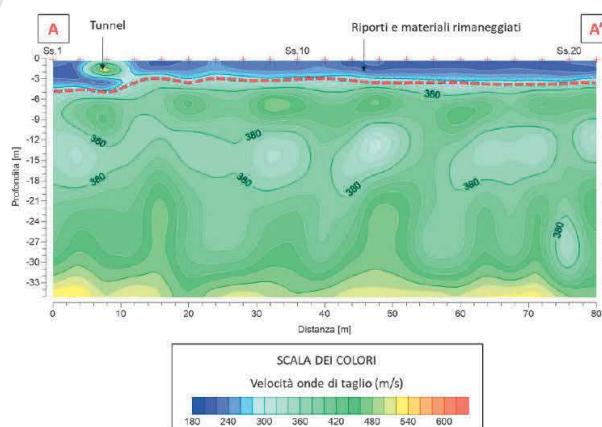 A
Tunnel
Riporti e materiali rimaneggiati
A'
Ss.1
Ss.10
Ss.20
0
-3
-6
-9
-12
-15
-18
-21
-24
-27
-30
-33
Profondità [m]
380
380
380
380
380
380
380
380
0
10
20
30
40
50
60
70
80
Distanza [m]
SCALA DEI COLORI
Velocità onde di taglio (m/s)
180 240 300 360 420 480 540 600